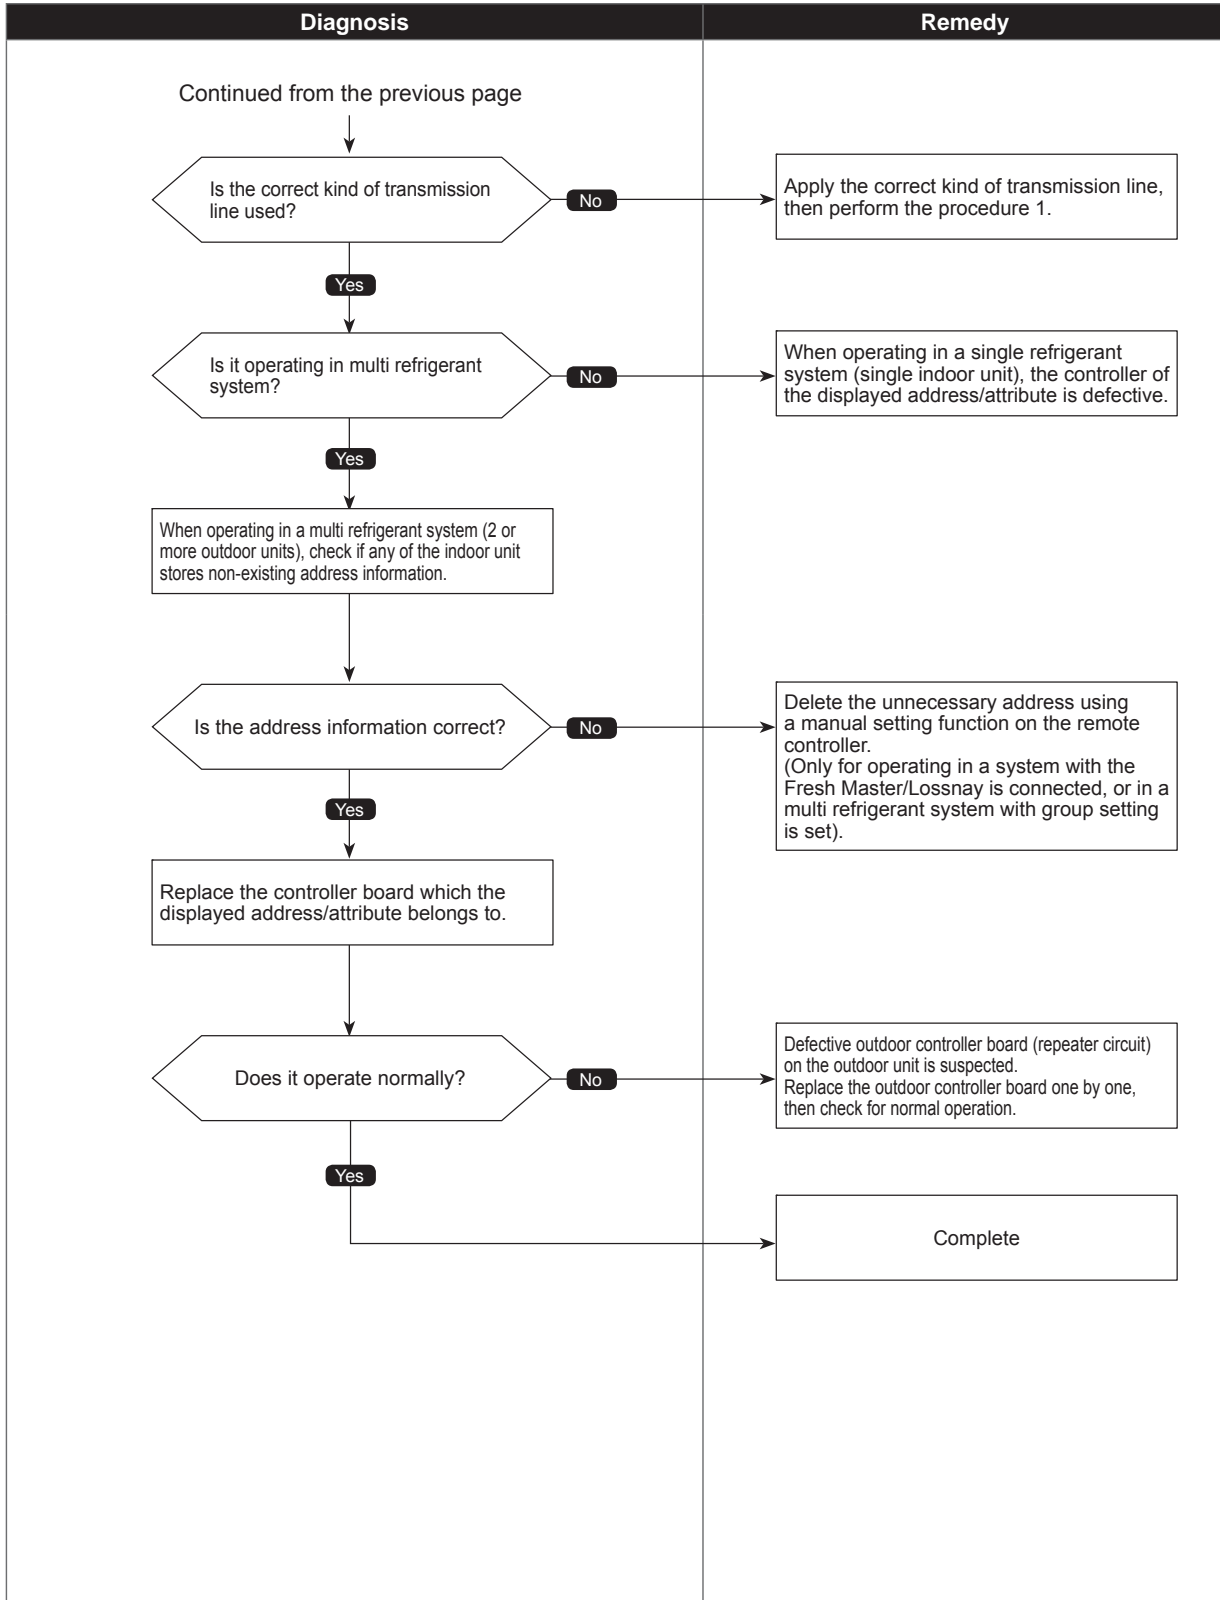 Diagnosis
Remedy
Continued from the previous page
Is the correct kind of transmission
line used?
No
Apply the correct kind of transmission line,
then perform the procedure 1.
Yes
Is it operating in multi refrigerant
system?
No
When operating in a single refrigerant
system (single indoor unit), the controller of
the displayed address/attribute is defective.
Yes
When operating in a multi refrigerant system (2 or
more outdoor units), check if any of the indoor unit
stores non-existing address information.
Is the address information correct?
No
Delete the unnecessary address using
a manual setting function on the remote
controller.
(Only for operating in a system with the
Fresh Master/Lossnay is connected, or in a
multi refrigerant system with group setting
is set).
Yes
Replace the controller board which the
displayed address/attribute belongs to.
Does it operate normally?
No
Defective outdoor controller board (repeater circuit)
on the outdoor unit is suspected.
Replace the outdoor controller board one by one,
then check for normal operation.
Yes
Complete